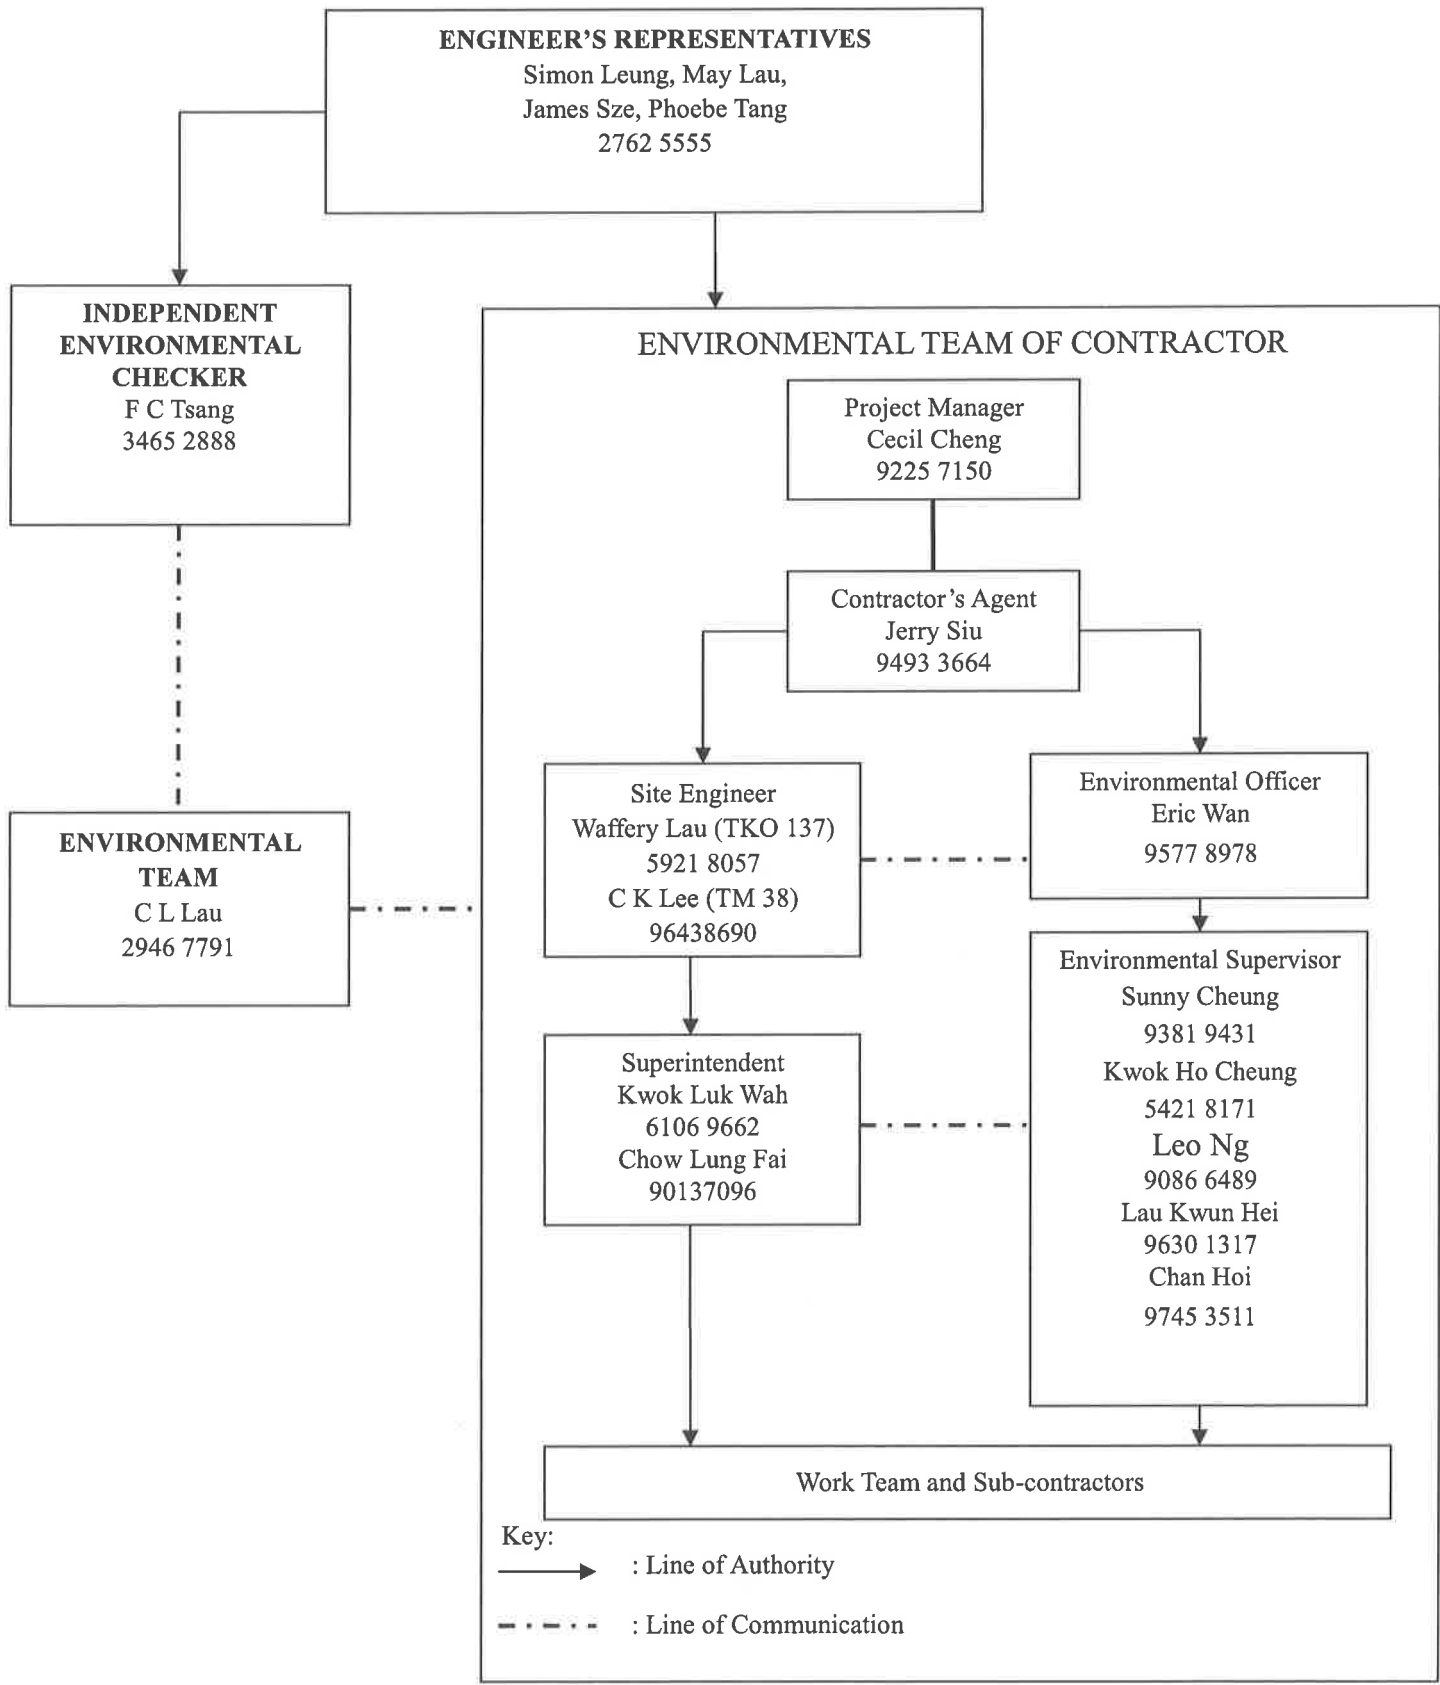 ENGINEER'S REPRESENTATIVES
Simon Leung, May Lau,
James Sze, Phoebe Tang
2762 5555
INDEPENDENT
ENVIRONMENTAL
CHECKER
F C Tsang
3465 2888
ENVIRONMENTAL
TEAM
C L Lau
2946 7791
ENVIRONMENTAL TEAM OF CONTRACTOR
Project Manager
Cecil Cheng
9225 7150
Contractor's Agent
Jerry Siu
9493 3664
Site Engineer
Waffery Lau (TKO 137)
5921 8057
C K Lee (TM 38)
96438690
Environmental Officer
Eric Wan
9577 8978
Superintendent
Kwok Luk Wah
6106 9662
Chow Lung Fai
90137096
Environmental Supervisor
Sunny Cheung
9381 9431
Kwok Ho Cheung
5421 8171
Leo Ng
9086 6489
Lau Kwun Hei
9630 1317
Chan Hoi
9745 3511
Work Team and Sub-contractors
Key:
: Line of Authority
: Line of Communication